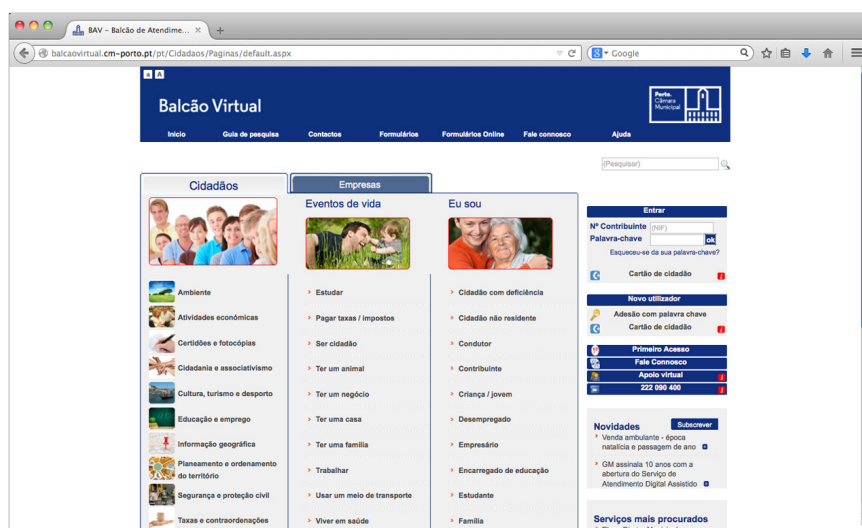 BAV - Balcão de Atendime...
balcaovirtual.cm-porto.pt/pt/Cidadaos/Paginas/default.aspx
Google
a A
Balcão Virtual
Porto.
Câmara
Municipal
Início Guia de pesquisa Contactos Formulários Formulários Online Fale connosco Ajuda
(Pesquisar)
Cidadãos
Empresas
Eventos de vida
Eu sou
Ambiente
Atividades económicas
Certidões e fotocópias
Cidadania e associativismo
Cultura, turismo e desporto
Educação e emprego
Informação geográfica
Planeamento e ordenamento
do território
Segurança e proteção civil
Taxas e contraordenações
Estudar
Pagar taxas / impostos
Ser cidadão
Ter um animal
Ter um negócio
Ter uma casa
Ter uma família
Trabalhar
Usar um meio de transporte
Viver em saúde
Cidadão com deficiência
Cidadão não residente
Condutor
Contribuinte
Criança / jovem
Desempregado
Empresário
Encarregado de educação
Estudante
Família
Entrar
Nº Contribuinte (NIF)
Palavra-chave ok
Esqueceu-se da sua palavra-chave?
Cartão de cidadão
Novo utilizador
Adesão com palavra chave
Cartão de cidadão
Primeiro Acesso
Fale Connosco
Apoio virtual
222 090 400
Novidades Subscrever
Venda ambulante - época
natalícia e passagem de ano
GM assinala 10 anos com a
abertura do Serviço de
Atendimento Digital Assistido
Serviços mais procurados